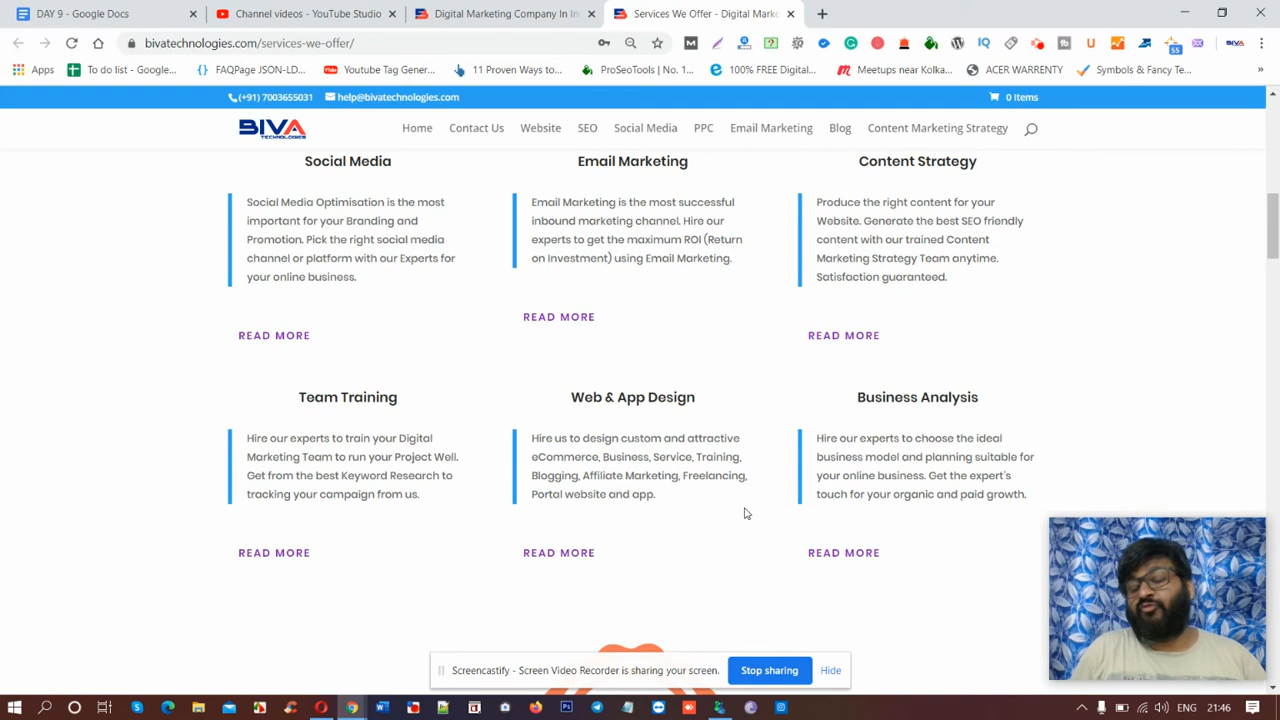 DAY 9 - Google Docs
Channel videos - YouTube Studio
Digital Marketing Company In In
Services We Offer - Digital Marke
bivatechnologies.com/services-we-offer/
Apps
To do list - Google...
FAQPage JSON-LD...
Youtube Tag Gener...
11 Proven Ways to...
ProSeoTools | No. 1...
100% FREE Digital...
Meetups near Kolka...
ACER WARRENTY
Symbols & Fancy Te...
(+91) 7003655031
help@bivatechnologies.com
0 Items
BIVA
TECHNOLOGIES
Home
Contact Us
Website
SEO
Social Media
PPC
Email Marketing
Blog
Content Marketing Strategy
Social Media
Social Media Optimisation is the most
important for your Branding and
Promotion. Pick the right social media
channel or platform with our Experts for
your online business.
READ MORE
Email Marketing
Email Marketing is the most successful
inbound marketing channel. Hire our
experts to get the maximum ROI (Return
on Investment) using Email Marketing.
READ MORE
Content Strategy
Produce the right content for your
Website. Generate the best SEO friendly
content with our trained Content
Marketing Strategy Team anytime.
Satisfaction guaranteed.
READ MORE
Team Training
Hire our experts to train your Digital
Marketing Team to run your Project Well.
Get from the best Keyword Research to
tracking your campaign from us.
READ MORE
Web & App Design
Hire us to design custom and attractive
eCommerce, Business, Service, Training,
Blogging, Affiliate Marketing, Freelancing,
Portal website and app.
READ MORE
Business Analysis
Hire our experts to choose the ideal
business model and planning suitable for
your online business. Get the expert's
touch for your organic and paid growth.
READ MORE
Screencastify - Screen Video Recorder is sharing your screen.
Stop sharing
Hide
ENG
21:46